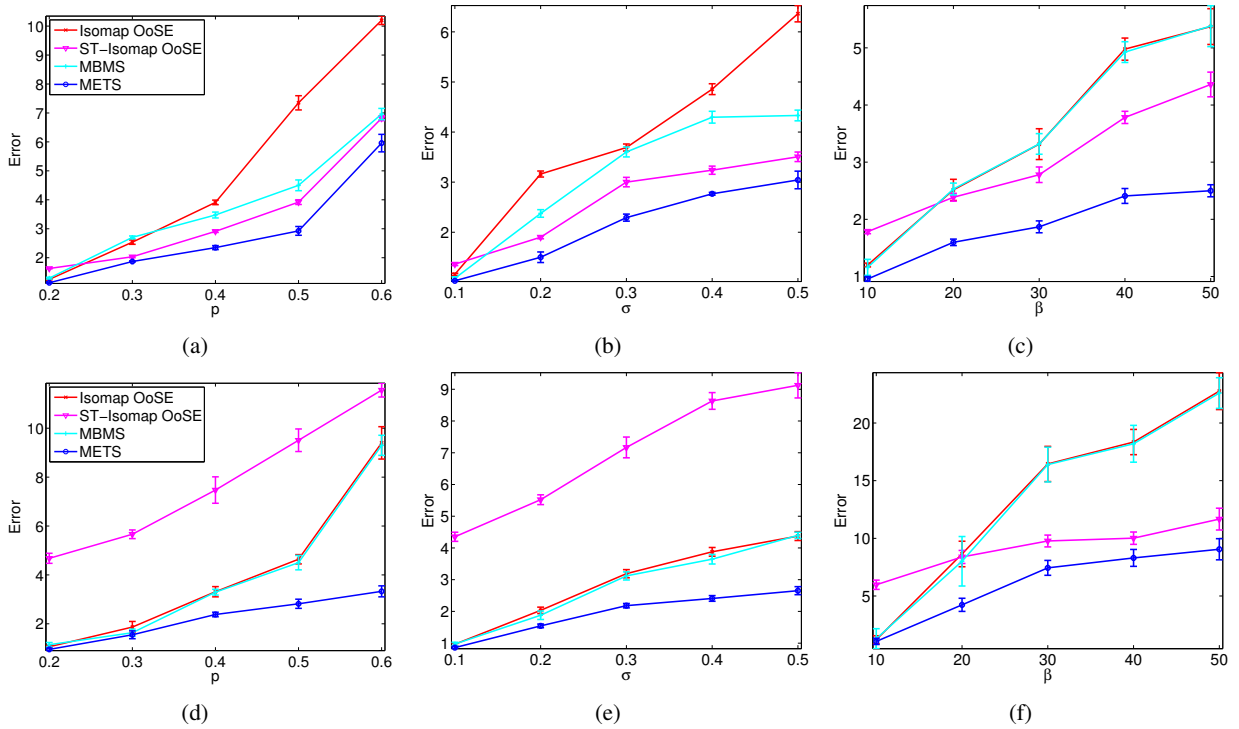 10
9
8
7
6
5
4
3
2
Error
Isomap OoSE
ST-Isomap OoSE
MBMS
METS
0.2 0.3 0.4 0.5 0.6
p
(a)
6
5
4
3
2
Error
0.1 0.2 0.3 0.4 0.5
σ
(b)
5
4
3
2
1
Error
10 20 30 40 50
β
(c)
10
8
6
4
2
Error
Isomap OoSE
ST-Isomap OoSE
MBMS
METS
0.2 0.3 0.4 0.5 0.6
p
(d)
9
8
7
6
5
4
3
2
1
Error
0.1 0.2 0.3 0.4 0.5
σ
(e)
20
15
10
5
Error
10 20 30 40 50
β
(f)